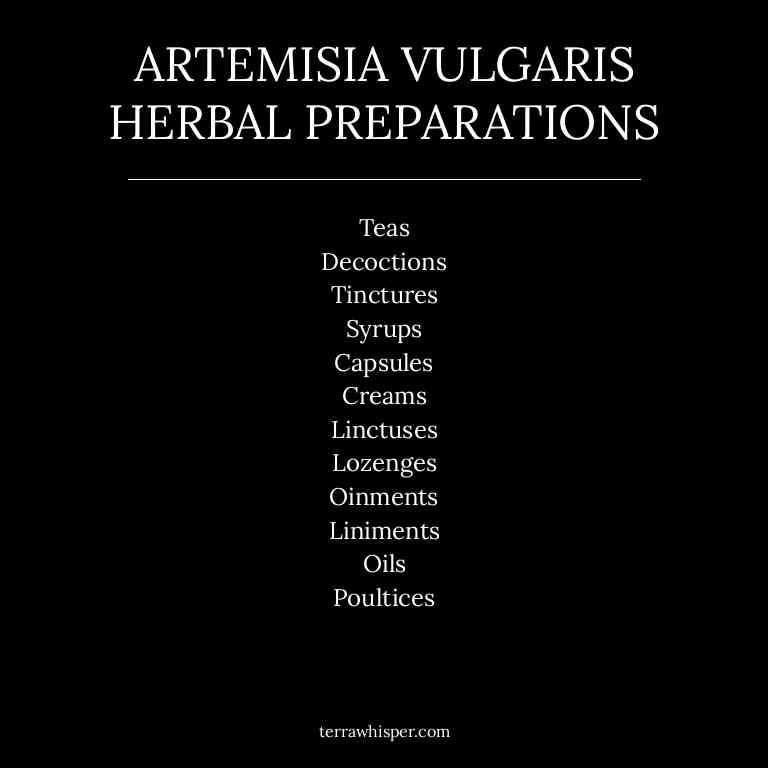 ARTEMISIA VULGARIS
HERBAL PREPARATIONS
Teas
Decoctions
Tinctures
Syrups
Capsules
Creams
Linctuses
Lozenges
Oinments
Liniments
Oils
Poultices
terrawhisper.com